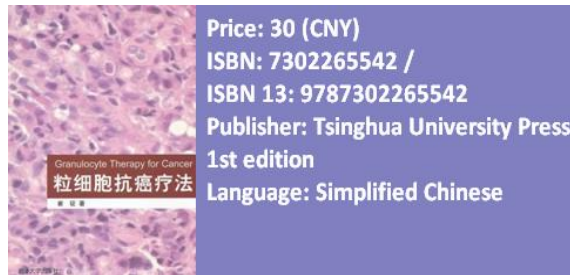 Granulocyte Therapy for Cancer
粒细胞抗癌疗法
Price: 30 (CNY)
ISBN: 7302265542 /
ISBN 13: 9787302265542
Publisher: Tsinghua University Press
1st edition
Language: Simplified Chinese